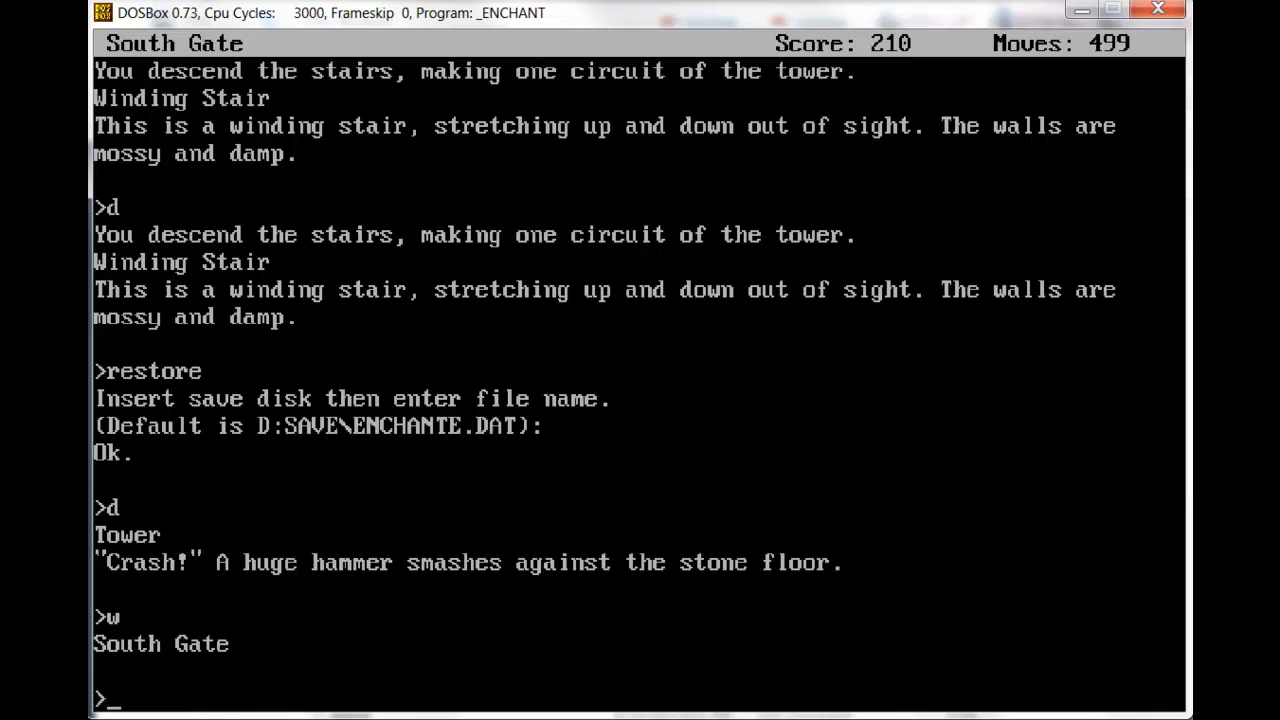 DOSBox 0.73, Cpu Cycles: 3000, Frameskip 0, Program: _ENCHANT
South Gate Score: 210 Moves: 499
You descend the stairs, making one circuit of the tower.
Winding Stair
This is a winding stair, stretching up and down out of sight. The walls are
mossy and damp.
>d
You descend the stairs, making one circuit of the tower.
Winding Stair
This is a winding stair, stretching up and down out of sight. The walls are
mossy and damp.
>restore
Insert save disk then enter file name.
(Default is D:SAVE\ENCHANTE.DAT):
Ok.
>d
Tower
"Crash!" A huge hammer smashes against the stone floor.
>w
South Gate
>_